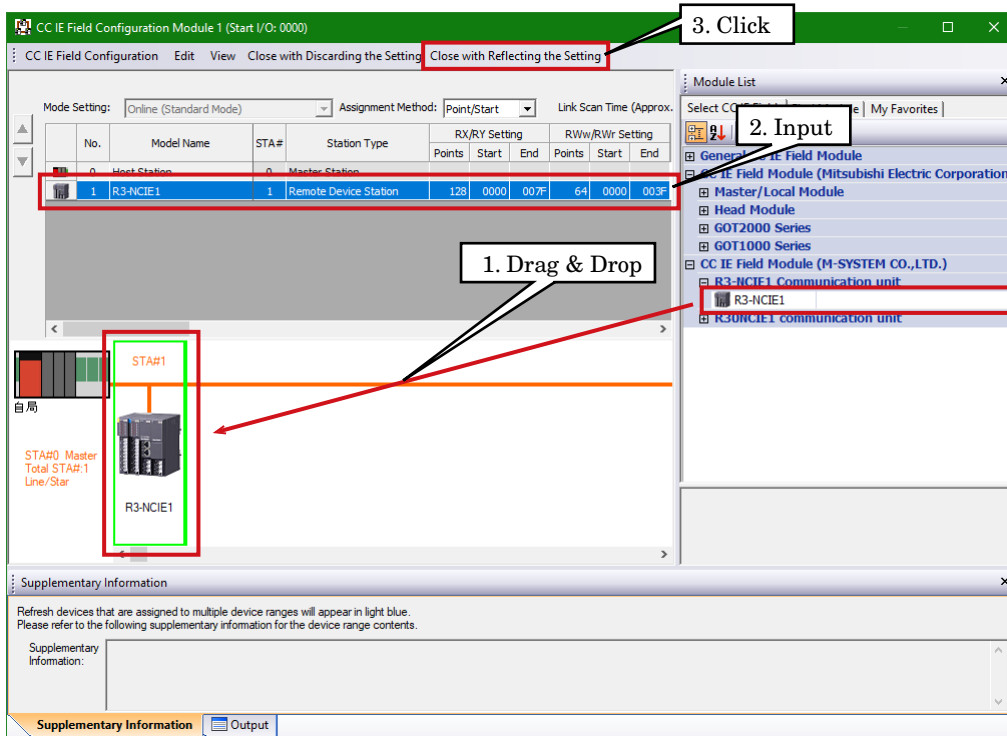 CC IE Field Configuration Module 1 (Start I/O: 0000)
3. Click
CC IE Field Configuration Edit View Close with Discarding the Setting Close with Reflecting the Setting
Module List
Mode Setting: Online (Standard Mode) Assignment Method: Point/Start Link Scan Time (Approx.
Select CC My Favorites
2. Input
No. Model Name STA# Station Type RX/RY Setting RWw/RWr Setting
Points Start End Points Start End
0 Host Station 0 Master Station
1 R3-NCIE1 1 Remote Device Station 128 0000 007F 64 0000 003F
General CC IE Field Module
CC IE Field Module (Mitsubishi Electric Corporation
Master/Local Module
Head Module
GOT2000 Series
GOT1000 Series
CC IE Field Module (M-SYSTEM CO.,LTD.)
R3-NCIE1 Communication unit
R3-NCIE1
R30NCIE1 communication unit
1. Drag & Drop
STA#1
自局
STA#0 Master
Total STA#:1
Line/Star
R3-NCIE1
Supplementary Information
Refresh devices that are assigned to multiple device ranges will appear in light blue.
Please refer to the following supplementary information for the device range contents.
Supplementary
Information:
Supplementary Information Output